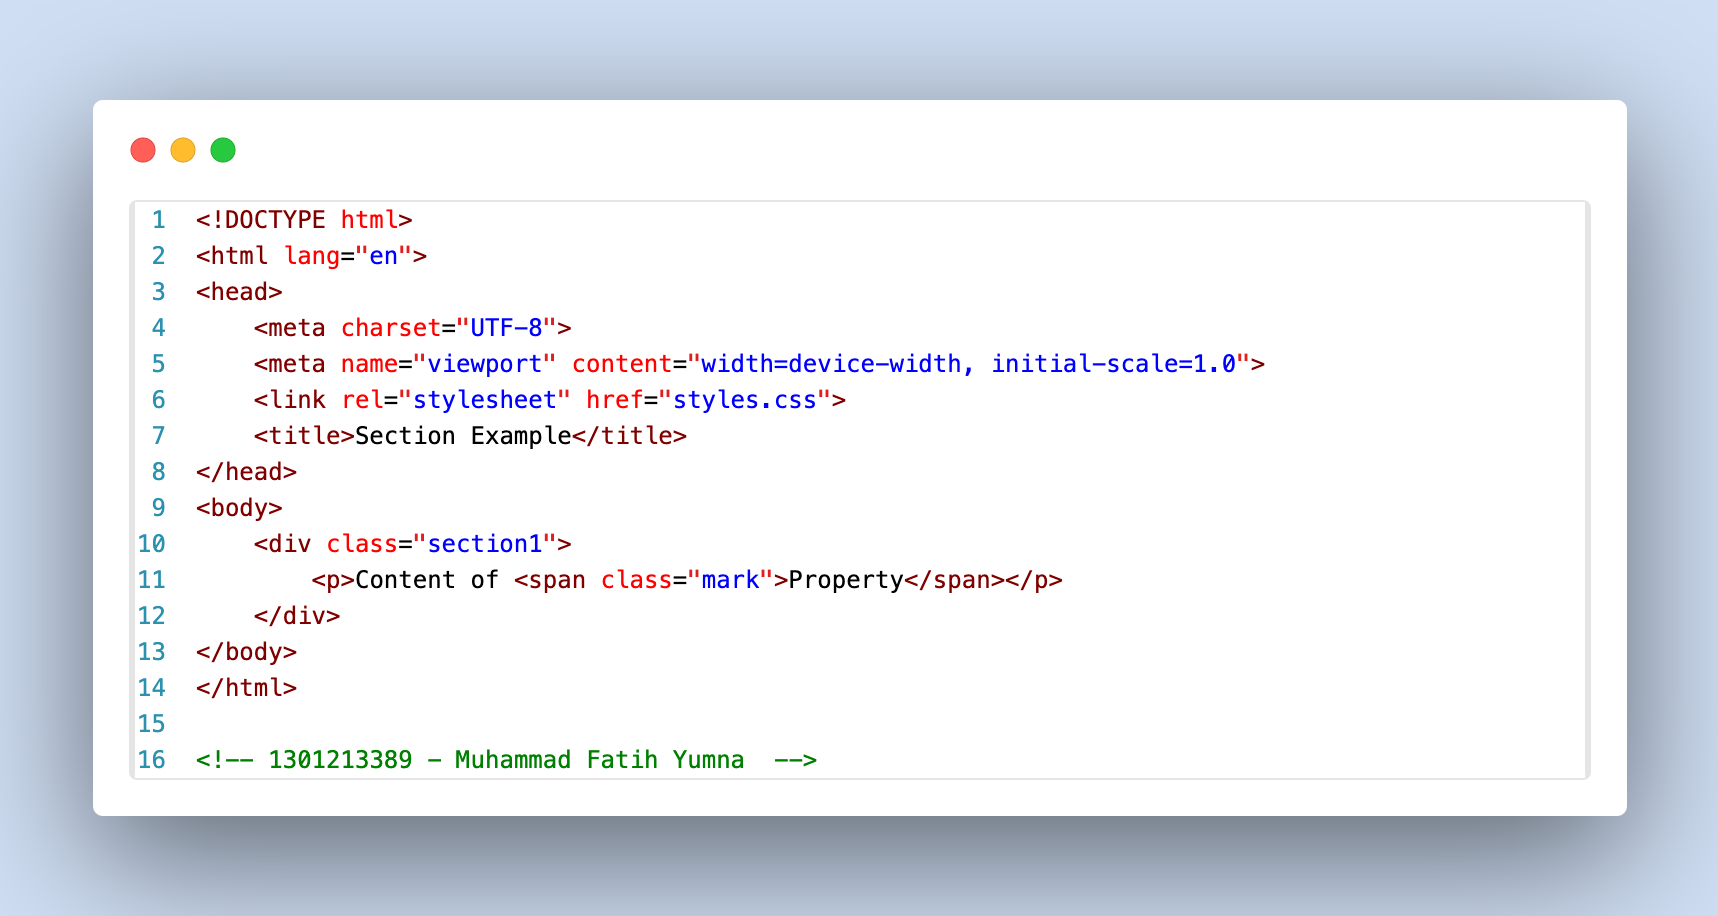 1 <!DOCTYPE html>
2 <html lang="en">
3 <head>
4     <meta charset="UTF-8">
5     <meta name="viewport" content="width=device-width, initial-scale=1.0">
6     <link rel="stylesheet" href="styles.css">
7     <title>Section Example</title>
8 </head>
9 <body>
10     <div class="section1">
11         <p>Content of <span class="mark">Property</span></p>
12     </div>
13 </body>
14 </html>
15
16 <!-- 1301213389 - Muhammad Fatih Yumna  -->